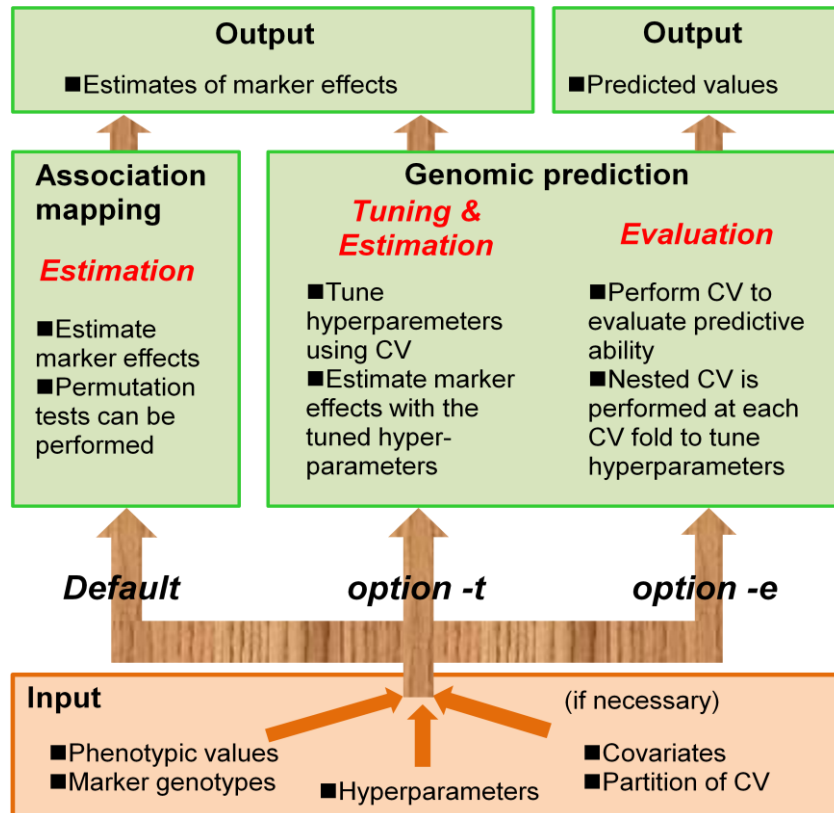 Output
■Estimates of marker effects
Output
■Predicted values
Association
mapping
Estimation
■Estimate
marker effects
■Permutation
tests can be
performed
Genomic prediction
Tuning &
Estimation
■Tune
hyperparemeters
using CV
■Estimate marker
effects with the
tuned hyper-
parameters
Evaluation
■Perform CV to
evaluate predictive
ability
■Nested CV is
performed at each
CV fold to tune
hyperparameters
Default
option -t
option -e
Input
(if necessary)
■Phenotypic values
■Marker genotypes
■Hyperparameters
■Covariates
■Partition of CV